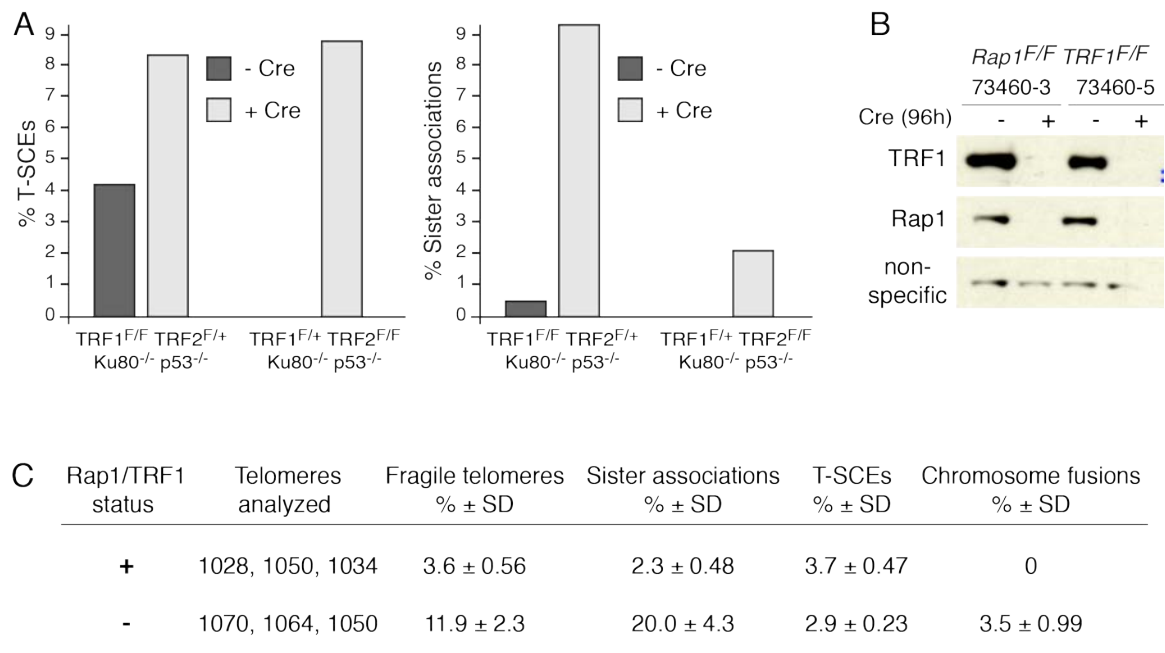 A
9
8
7
6
5
4
3
2
1
0
% T-SCEs
- Cre
+ Cre
TRF1F/F TRF2F/+
Ku80-/- p53-/-
TRF1F/+ TRF2F/F
Ku80-/- p53-/-
9
8
7
6
5
4
3
2
1
0
% Sister associations
- Cre
+ Cre
TRF1F/F TRF2F/+
Ku80-/- p53-/-
TRF1F/+ TRF2F/F
Ku80-/- p53-/-
B
Rap1F/F TRF1F/F
73460-3 73460-5
Cre (96h) - + - +
TRF1
Rap1
non-
specific
C
Rap1/TRF1 Telomeres Fragile telomeres Sister associations T-SCEs Chromosome fusions
status analyzed % ± SD % ± SD % ± SD % ± SD
+ 1028, 1050, 1034 3.6 ± 0.56 2.3 ± 0.48 3.7 ± 0.47 0
- 1070, 1064, 1050 11.9 ± 2.3 20.0 ± 4.3 2.9 ± 0.23 3.5 ± 0.99